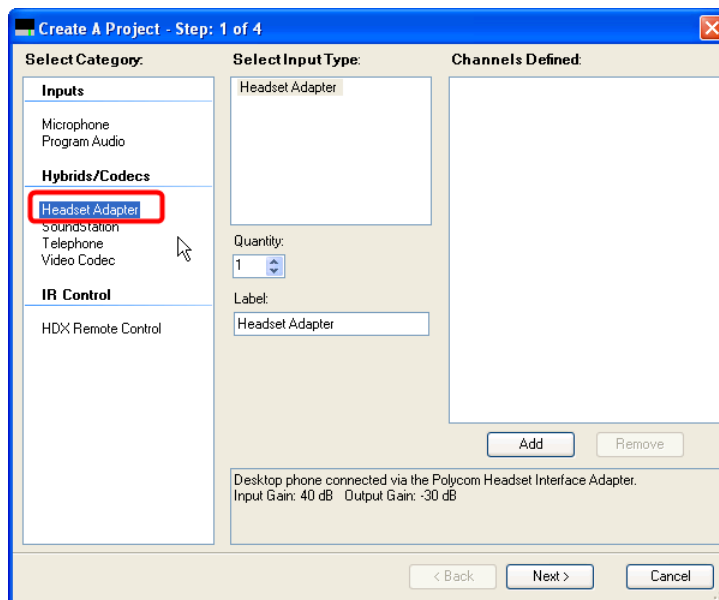 Create A Project - Step: 1 of 4
Select Category:
Inputs
Microphone
Program Audio
Hybrids/Codecs
Headset Adapter
SoundStation
Telephone
Video Codec
IR Control
HDX Remote Control
Select Input Type:
Headset Adapter
Quantity:
1
Label:
Headset Adapter
Channels Defined:
Add
Remove
Desktop phone connected via the Polycom Headset Interface Adapter.
Input Gain: 40 dB Output Gain: -30 dB
< Back
Next >
Cancel